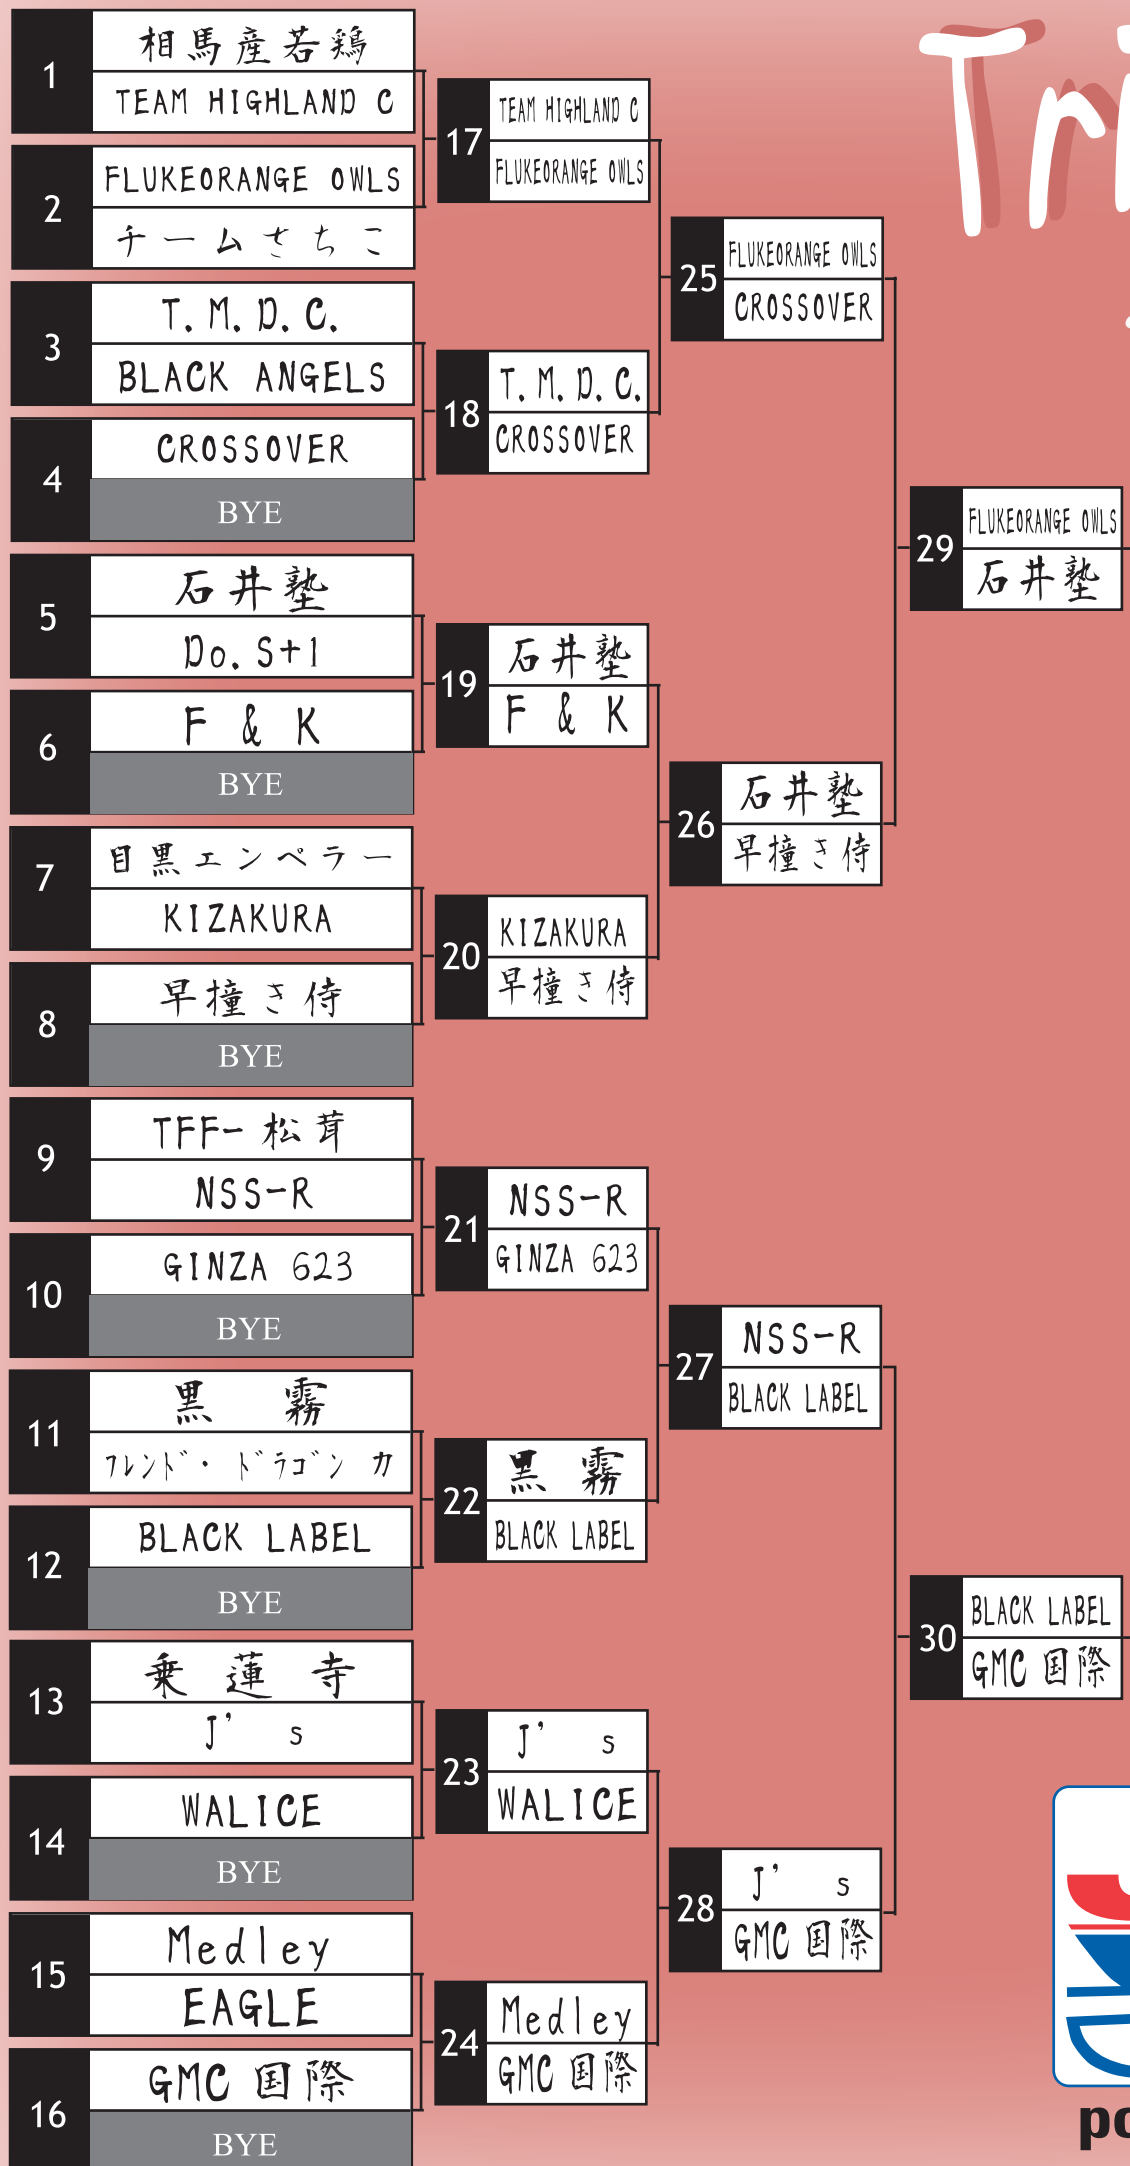 Tri
1
相馬産若鶏
TEAM HIGHLAND C
2
FLUKEORANGE OWLS
チームさちこ
3
T.M.D.C.
BLACK ANGELS
4
CROSSOVER
BYE
5
石井塾
Do.S+1
6
F & K
BYE
7
目黒エンペラー
KIZAKURA
8
早撞き侍
BYE
9
TFF-松茸
NSS-R
10
GINZA 623
BYE
11
黒霧
フレンド・ドラゴン カ
12
BLACK LABEL
BYE
13
乗蓮寺
J's
14
WALICE
BYE
15
Medley
EAGLE
16
GMC国際
BYE
17
TEAM HIGHLAND C
FLUKEORANGE OWLS
18
T.M.D.C.
CROSSOVER
19
石井塾
F & K
20
KIZAKURA
早撞き侍
21
NSS-R
GINZA 623
22
黒霧
BLACK LABEL
23
J's
WALICE
24
Medley
GMC国際
25
FLUKEORANGE OWLS
CROSSOVER
26
石井塾
早撞き侍
27
NSS-R
BLACK LABEL
28
J's
GMC国際
29
FLUKEORANGE OWLS
石井塾
30
BLACK LABEL
GMC国際